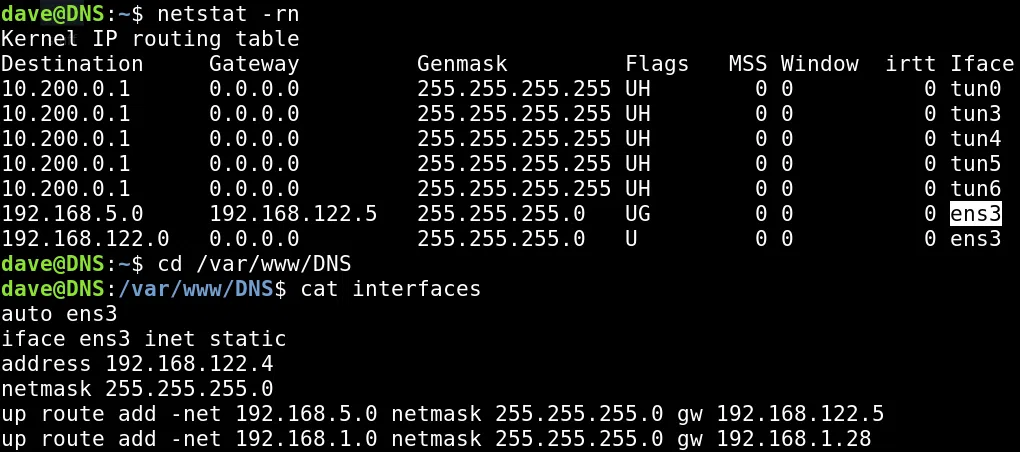 dave@DNS:~$ netstat -rn
Kernel IP routing table
Destination     Gateway         Genmask         Flags   MSS Window  irtt Iface
10.200.0.1      0.0.0.0         255.255.255.255 UH        0 0          0 tun0
10.200.0.1      0.0.0.0         255.255.255.255 UH        0 0          0 tun3
10.200.0.1      0.0.0.0         255.255.255.255 UH        0 0          0 tun4
10.200.0.1      0.0.0.0         255.255.255.255 UH        0 0          0 tun5
10.200.0.1      0.0.0.0         255.255.255.255 UH        0 0          0 tun6
192.168.5.0     192.168.122.5   255.255.255.0   UG        0 0          0 ens3
192.168.122.0   0.0.0.0         255.255.255.0   U         0 0          0 ens3
dave@DNS:~$ cd /var/www/DNS
dave@DNS:/var/www/DNS$ cat interfaces
auto ens3
iface ens3 inet static
address 192.168.122.4
netmask 255.255.255.0
up route add -net 192.168.5.0 netmask 255.255.255.0 gw 192.168.122.5
up route add -net 192.168.1.0 netmask 255.255.255.0 gw 192.168.1.28